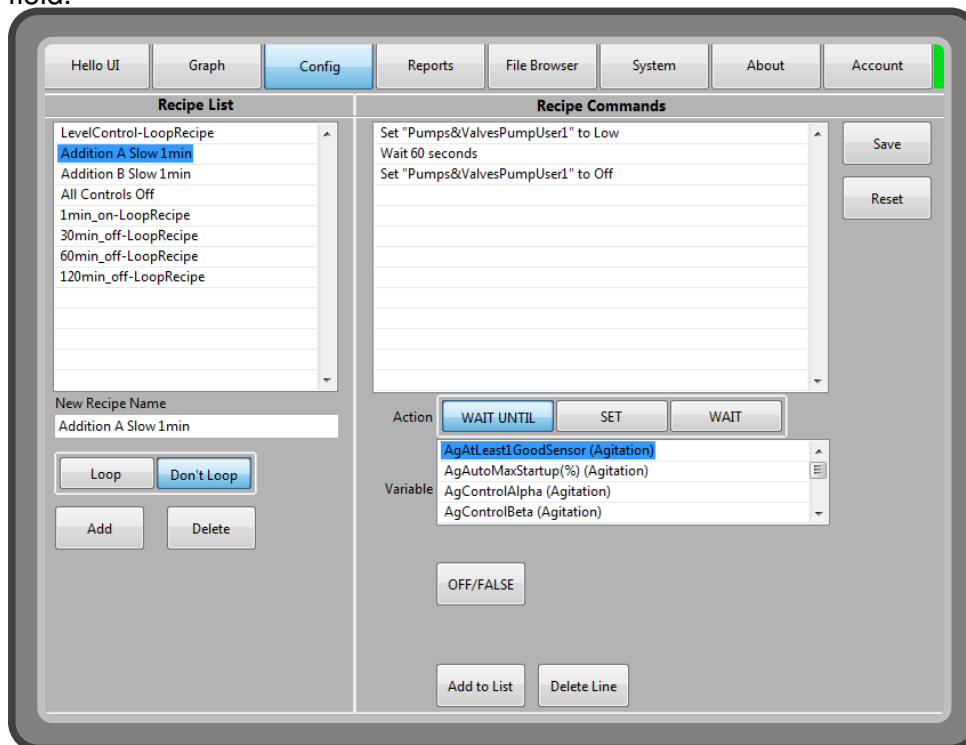 field.
Hello UI Graph Config Reports File Browser System About Account
Recipe List
LevelControl-LoopRecipe
Addition A Slow 1min
Addition B Slow 1min
All Controls Off
1min_on-LoopRecipe
30min_off-LoopRecipe
60min_off-LoopRecipe
120min_off-LoopRecipe
New Recipe Name
Addition A Slow 1min
Loop Don't Loop
Add Delete
Recipe Commands
Set "Pumps&ValvesPumpUser1" to Low
Wait 60 seconds
Set "Pumps&ValvesPumpUser1" to Off
Save
Reset
Action WAIT UNTIL SET WAIT
Variable
AgAtLeast1GoodSensor (Agitation)
AgAutoMaxStartup(%) (Agitation)
AgControlAlpha (Agitation)
AgControlBeta (Agitation)
OFF/FALSE
Add to List Delete Line